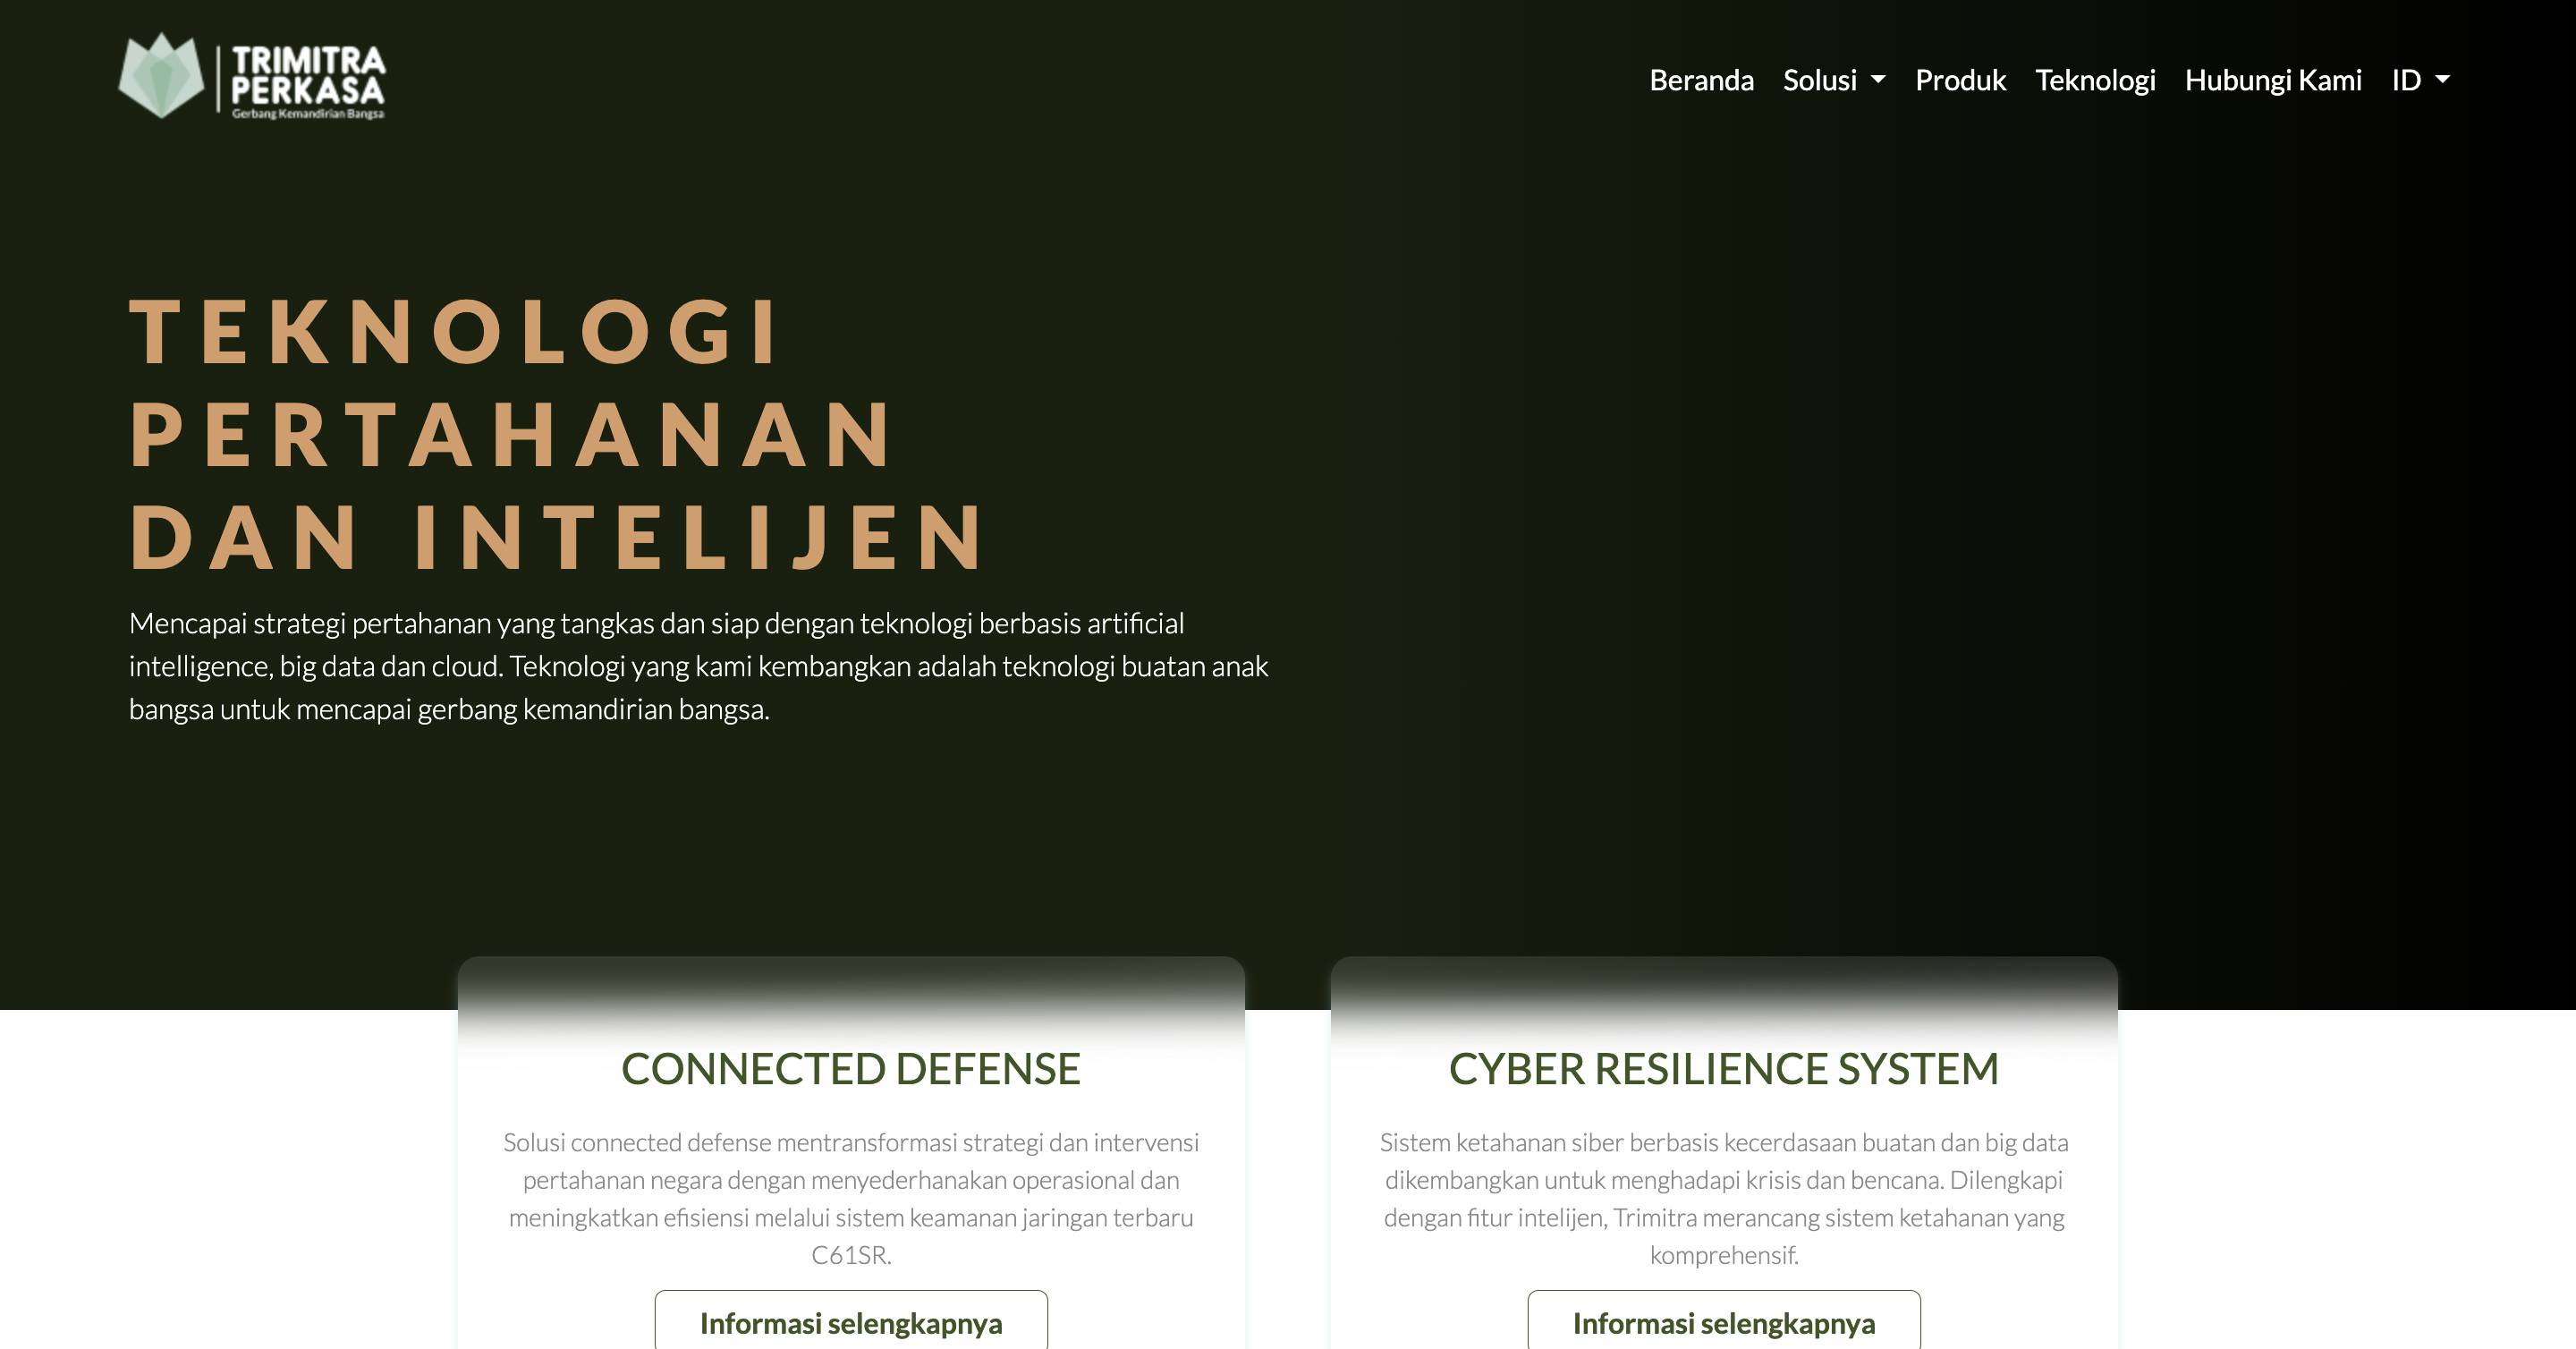 TRIMITRA
PERKASA
Gerbang Kemandirian Bangsa
Beranda Solusi Produk Teknologi Hubungi Kami ID
TEKNOLOGI
PERTAHANAN
DAN INTELIJEN
Mencapai strategi pertahanan yang tangkas dan siap dengan teknologi berbasis artificial
intelligence, big data dan cloud. Teknologi yang kami kembangkan adalah teknologi buatan anak
bangsa untuk mencapai gerbang kemandirian bangsa.
CONNECTED DEFENSE
Solusi connected defense mentransformasi strategi dan intervensi
pertahanan negara dengan menyederhanakan operasional dan
meningkatkan efisiensi melalui sistem keamanan jaringan terbaru
C61SR.
Informasi selengkapnya
CYBER RESILIENCE SYSTEM
Sistem ketahanan siber berbasis kecerdasaan buatan dan big data
dikembangkan untuk menghadapi krisis dan bencana. Dilengkapi
dengan fitur intelijen, Trimitra merancang sistem ketahanan yang
komprehensif.
Informasi selengkapnya